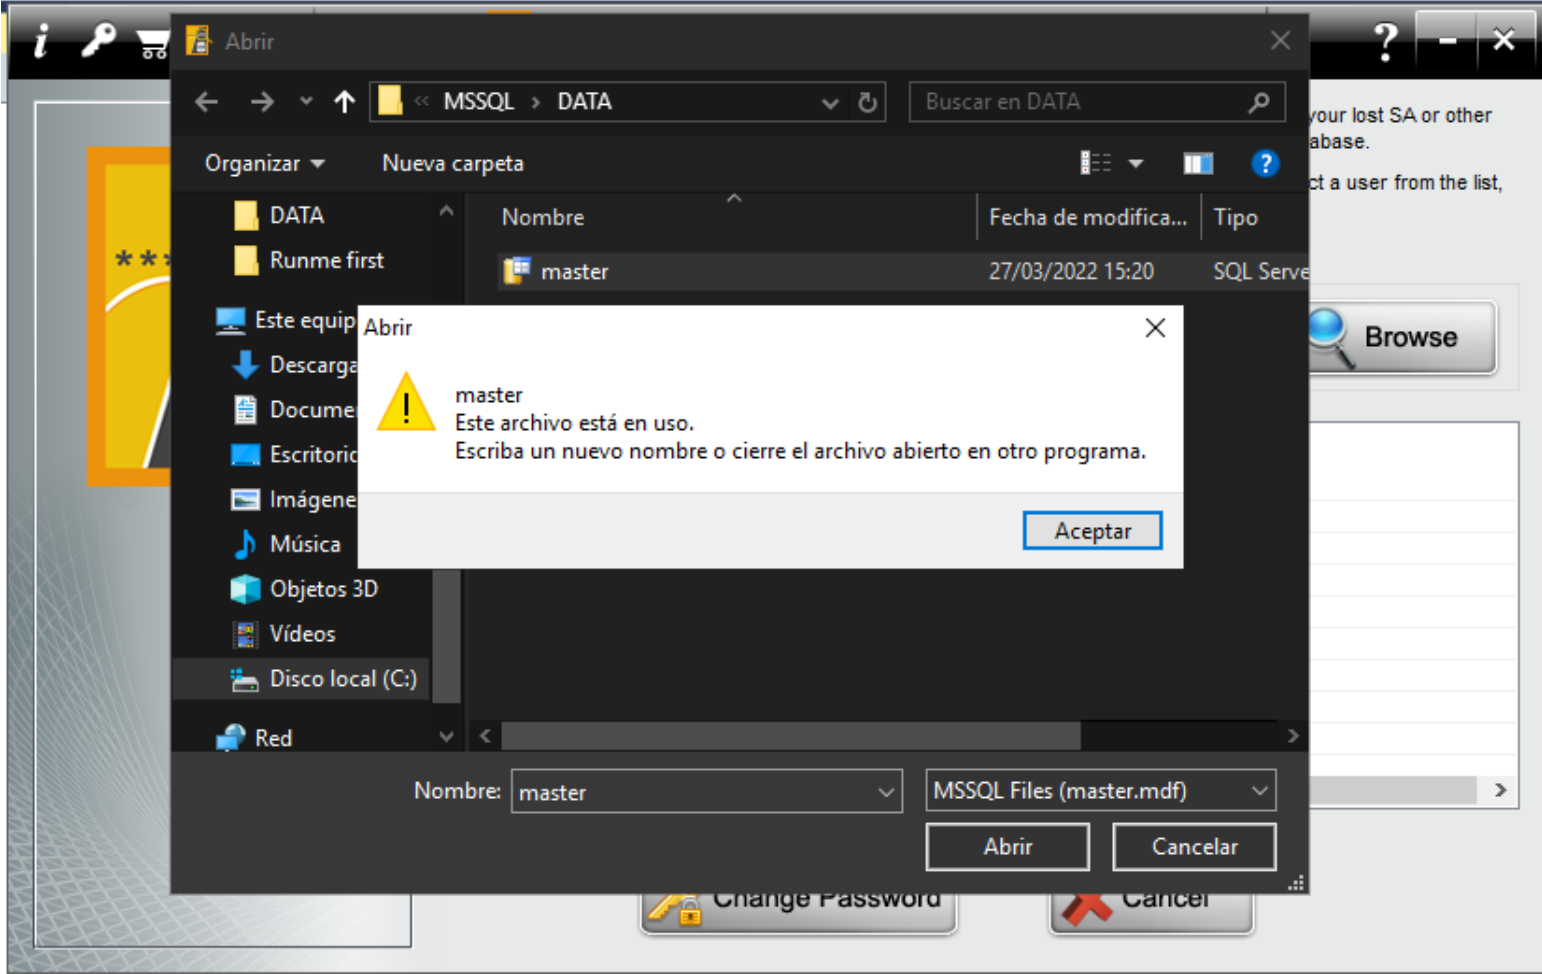 Abrir
MSSQL
DATA
Buscar en DATA
your lost SA or other
abase.
Organizar
Nueva carpeta
ct a user from the list,
DATA
Nombre
Fecha de modifica...
Tipo
***
Runme first
master
27/03/2022 15:20
SQL Serve
Este equip
Abrir
Browse
Descarga
master
Docume
Este archivo está en uso.
Escritoric
Escriba un nuevo nombre o cierre el archivo abierto en otro programa.
Imágene
Aceptar
Música
Objetos 3D
Vídeos
Disco local (C:)
Red
Nombre:
master
MSSQL Files (master.mdf)
Abrir
Cancelar
Change Password
Cancel